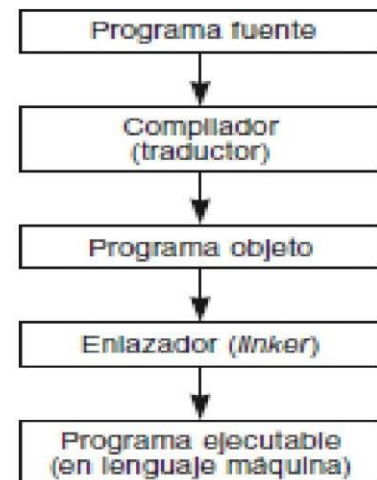 Programa fuente
Compilador
(traductor)
Programa objeto
Enlazador (linker)
Programa ejecutable
(en lenguaje máquina)